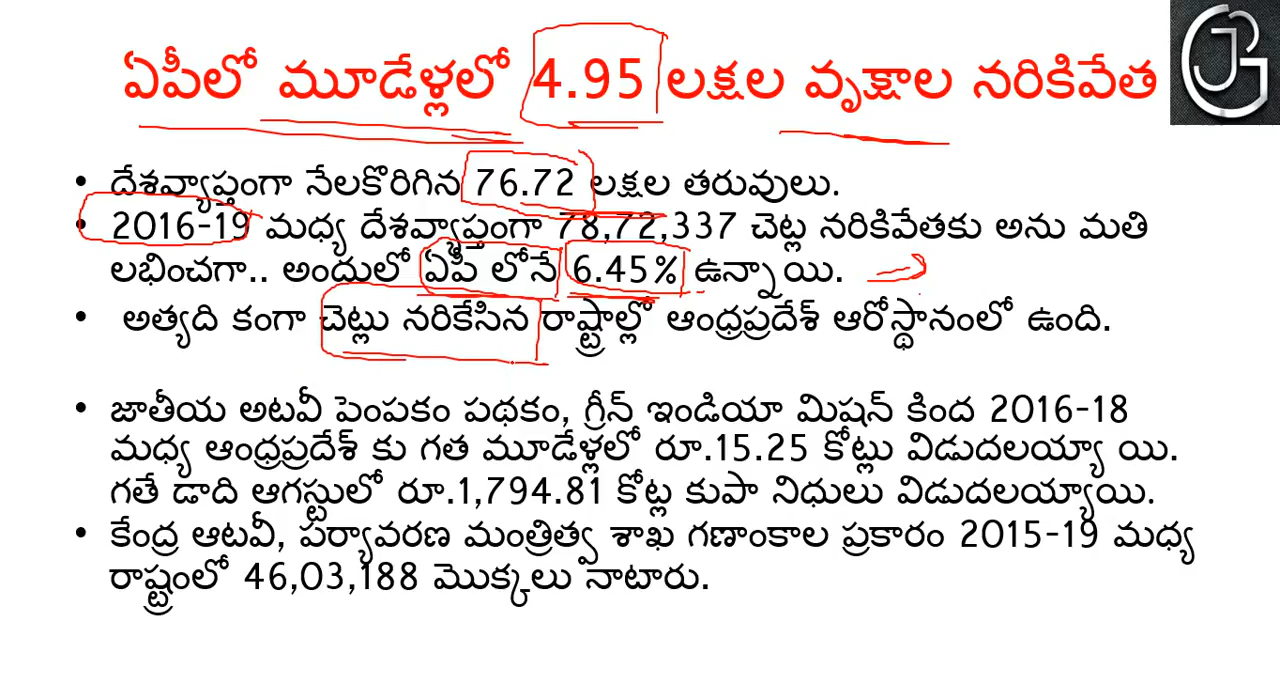 ఏపీలో మూడేళ్లలో 4.95 లక్షల వృక్షాల నరికివేత
• దేశవ్యాప్తంగా నేలకొరిగిన 76.72 లక్షల తరువులు.
• 2016-19 మధ్య దేశవ్యాప్తంగా 78,72,337 చెట్ల నరికివేతకు అను మతి
లభించగా.. అందులో ఏపీ లోనే 6.45% ఉన్నాయి.
• అత్యది కంగా చెట్లు నరికేసిన రాష్ట్రాల్లో ఆంధ్రప్రదేశ్ ఆరోస్థానంలో ఉంది.
• జాతీయ అటవీ పెంపకం పథకం, గ్రీన్ ఇండియా మిషన్ కింద 2016-18
మధ్య ఆంధ్రప్రదేశ్ కు గత మూడేళ్లలో రూ.15.25 కోట్లు విడుదలయ్యా యి.
గతే డాది ఆగస్టులో రూ.1,794.81 కోట్ల కుపా నిధులు విడుదలయ్యాయి.
• కేంద్ర ఆటవీ, పర్యావరణ మంత్రిత్వ శాఖ గణాంకాల ప్రకారం 2015-19 మధ్య
రాష్ట్రంలో 46,03,188 మొక్కలు నాటారు.